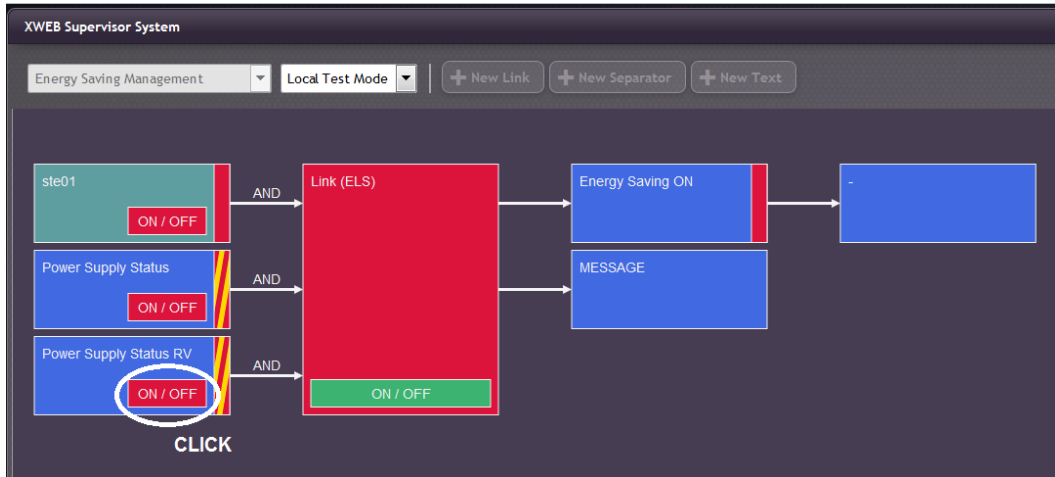 XWEB Supervisor System
Energy Saving Management
Local Test Mode
New Link
New Separator
New Text
ste01
ON / OFF
AND
Link (ELS)
Energy Saving ON
-
Power Supply Status
ON / OFF
AND
MESSAGE
Power Supply Status RV
ON / OFF
AND
ON / OFF
CLICK